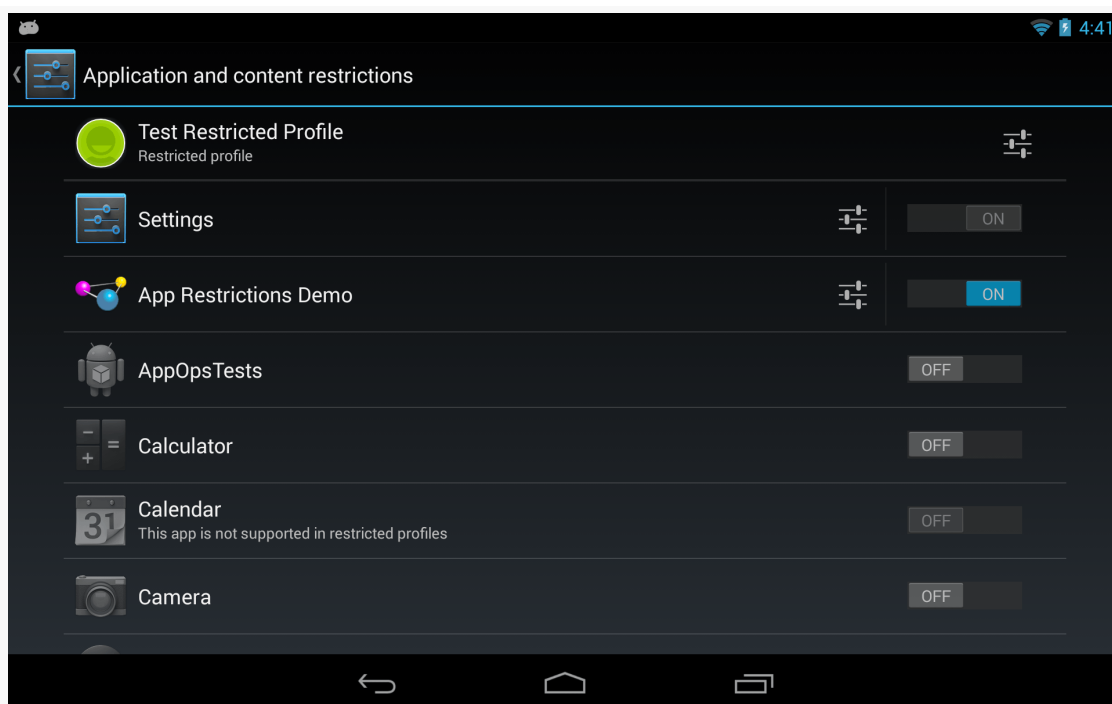 4:41
Application and content restrictions
Test Restricted Profile
Restricted profile
Settings
ON
App Restrictions Demo
ON
AppOpsTests
OFF
Calculator
OFF
31
Calendar
This app is not supported in restricted profiles
OFF
Camera
OFF